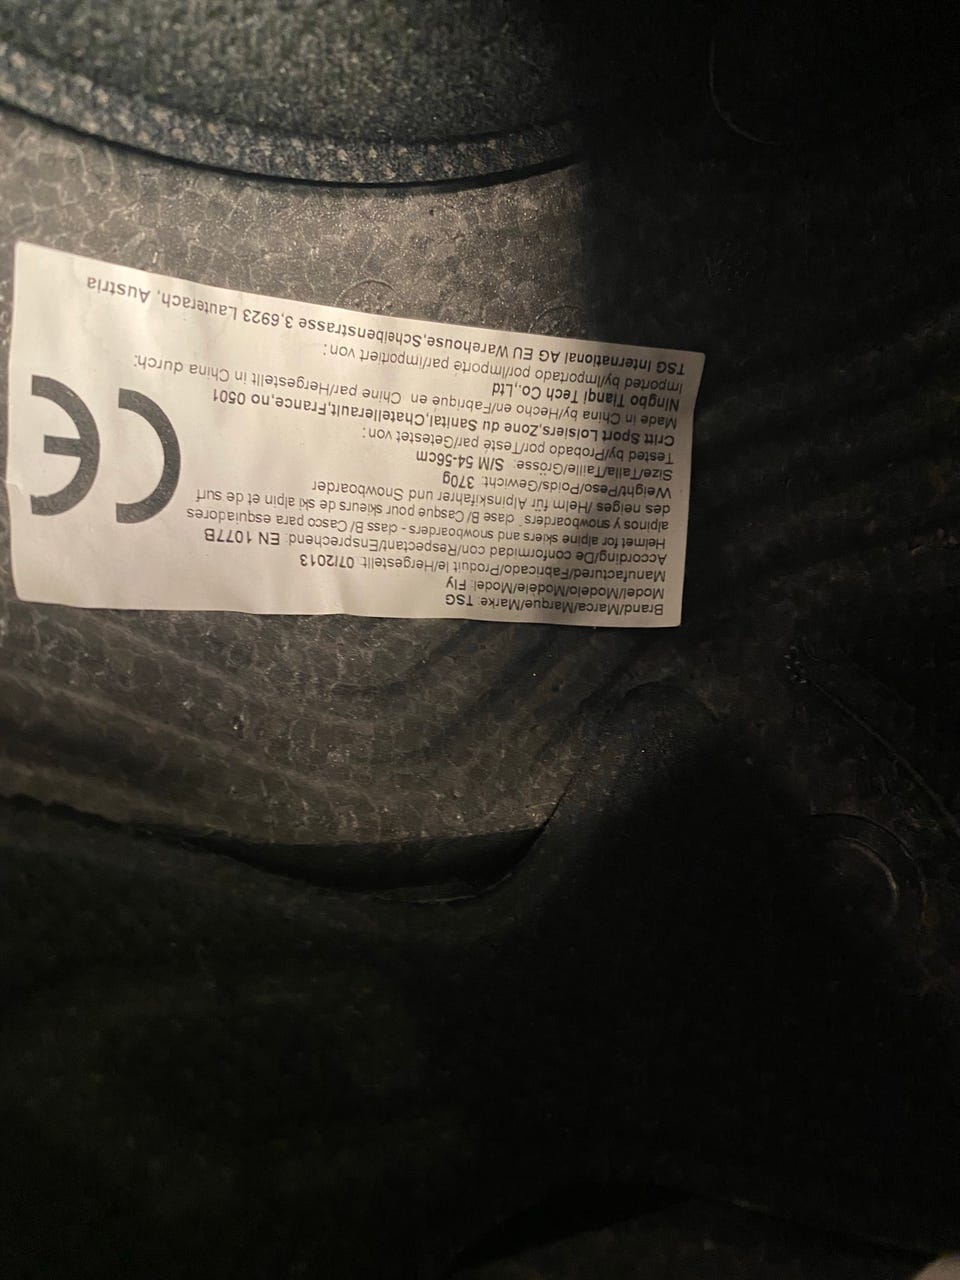 Brand/Marca/Marque/Marke: TSG
Model/Modelo/Modèle/Model: Fly
Manufactured/Fabricado/Produit le/Hergestellt: 07/2013
According/De conformidad con/Respectant/Entsprechend: EN 1077B
Helmet for alpine skiers and snowboarders - class B/ Casco para esquiadores
alpinos y snowboarders` clase B/ Casque pour skieurs de ski alpin et de surf
des neiges /Helm für Alpinskifahrer und Snowboarder
Weight/Peso/Poids/Gewicht: 370g
Size/Talla/Taille/Grösse: S/M 54-56cm
Tested by/Probado por/Testé par/Getestet von:
Critt Sport Loisiers,Zone du Sanital,Chatellerault,France,no 0501
Made in China by/Hecho en/Fabriqué en Chine par/Hergestellt in China durch:
Ningbo Tianqi Tech Co.,Ltd
Imported by/Importado por/Importé par/Importiert von:
TSG International AG EU Warehouse,Scheibenstrasse 3,6923 Lauterach, Austria
CE